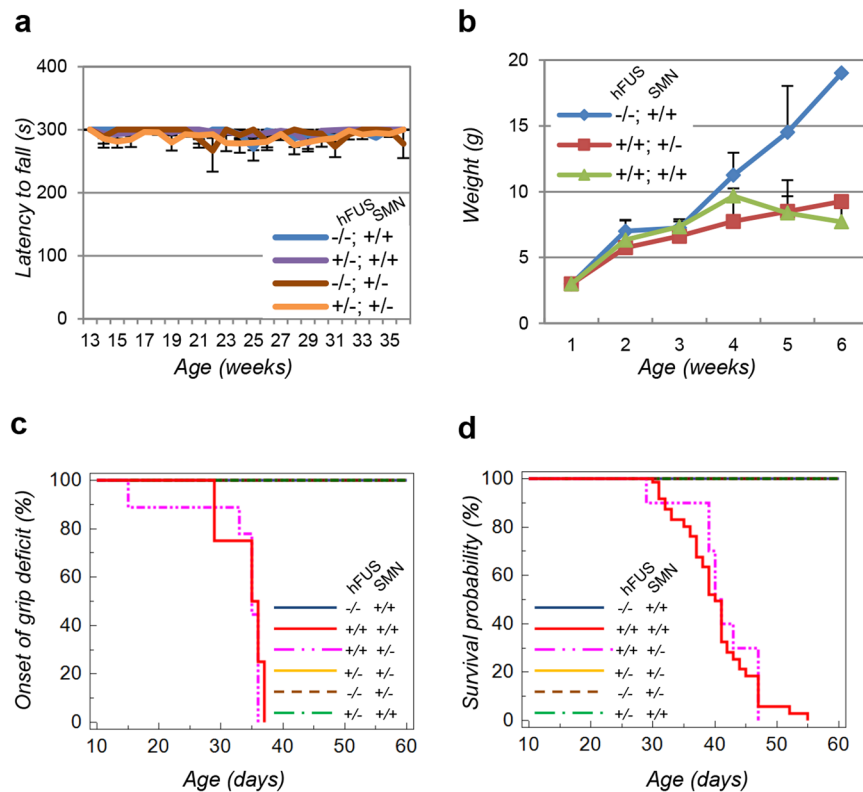 a
400
300
200
100
0
Latency to fall (s)
hFUS SMN
-/-; +/+
+/-; +/+
-/-; +/-
+/-; +/-
13 15 17 19 21 23 25 27 29 31 33 35
Age (weeks)
b
20
15
10
5
0
Weight (g)
hFUS SMN
-/-; +/+
+/+; +/-
+/+; +/+
1 2 3 4 5 6
Age (weeks)
c
100
80
60
40
20
0
Onset of grip deficit (%)
hFUS SMN
-/- +/+
+/+ +/+
+/+ +/-
+/- +/-
-/- +/-
+/- +/+
10 20 30 40 50 60
Age (days)
d
100
80
60
40
20
0
Survival probability (%)
hFUS SMN
-/- +/+
+/+ +/+
+/+ +/-
+/- +/-
-/- +/-
+/- +/+
10 20 30 40 50 60
Age (days)